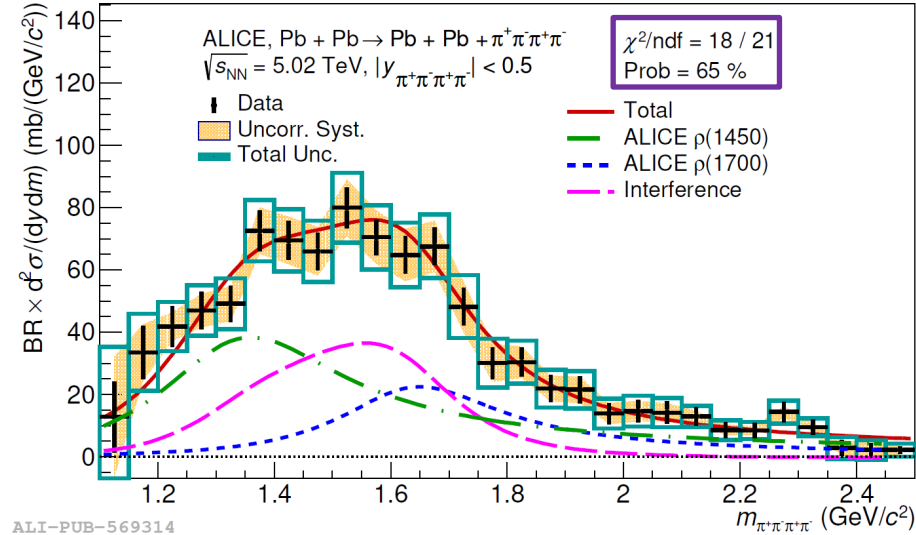 ALICE, Pb + Pb → Pb + Pb + π⁺π⁻π⁺π⁻
√s_NN = 5.02 TeV, |y_π⁺π⁻π⁺π⁻| < 0.5
Data
Uncorr. Syst.
Total Unc.
χ²/ndf = 18 / 21
Prob = 65 %
Total
ALICE ρ(1450)
ALICE ρ(1700)
Interference
BR × d² σ/(dydm) (mb/(GeV/c²))
140
120
100
80
60
40
20
0
1.2 1.4 1.6 1.8 2 2.2 2.4
m_π⁺π⁻π⁺π⁻ (GeV/c²)
ALI-PUB-569314